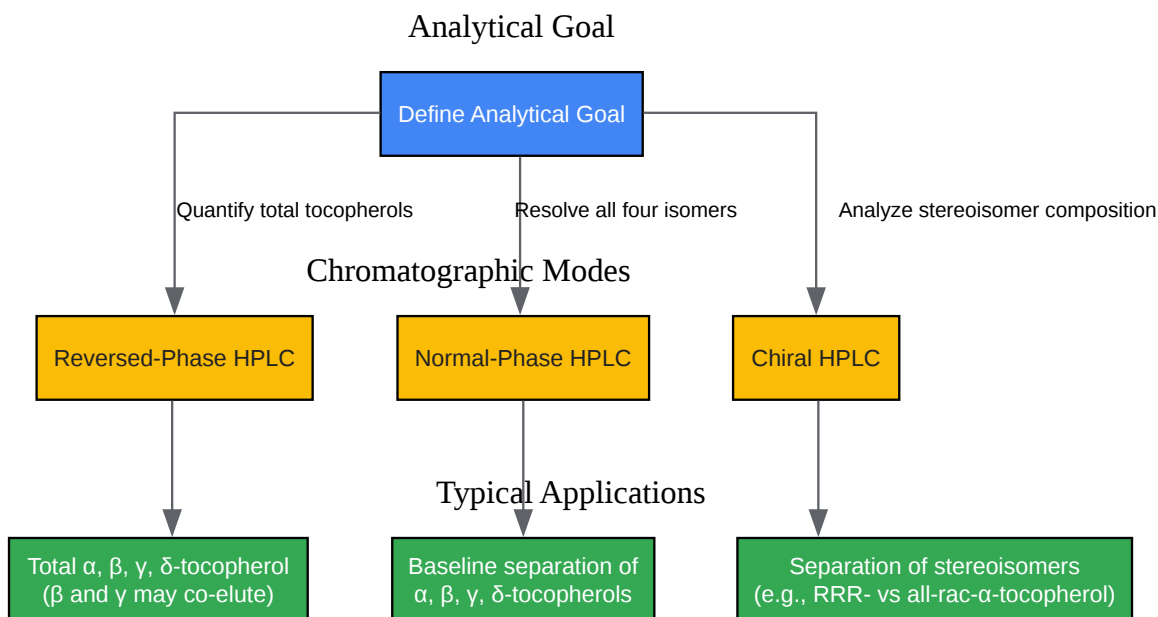 Analytical Goal
Define Analytical Goal
Quantify total tocopherols
Resolve all four isomers
Analyze stereoisomer composition
Chromatographic Modes
Reversed-Phase HPLC
Normal-Phase HPLC
Chiral HPLC
Typical Applications
Total α, β, γ, δ-tocopherol
(β and γ may co-elute)
Baseline separation of
α, β, γ, δ-tocopherols
Separation of stereoisomers
(e.g., RRR- vs all-rac-α-tocopherol)